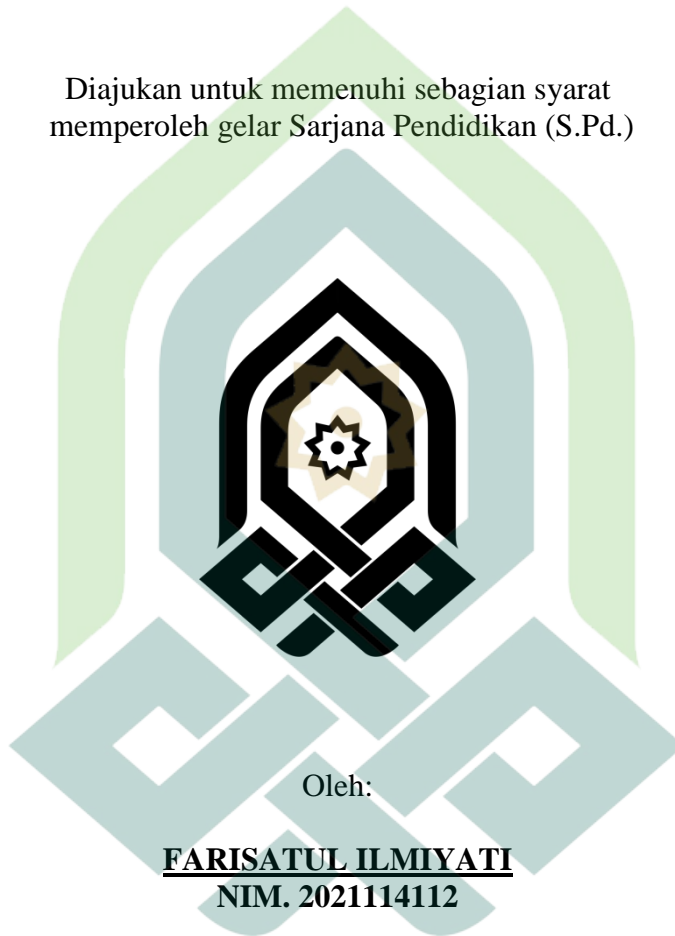 Diajukan untuk memenuhi sebagian syarat
memperoleh gelar Sarjana Pendidikan (S.Pd.)
Oleh:
FARISATUL ILMIYATI
NIM. 2021114112